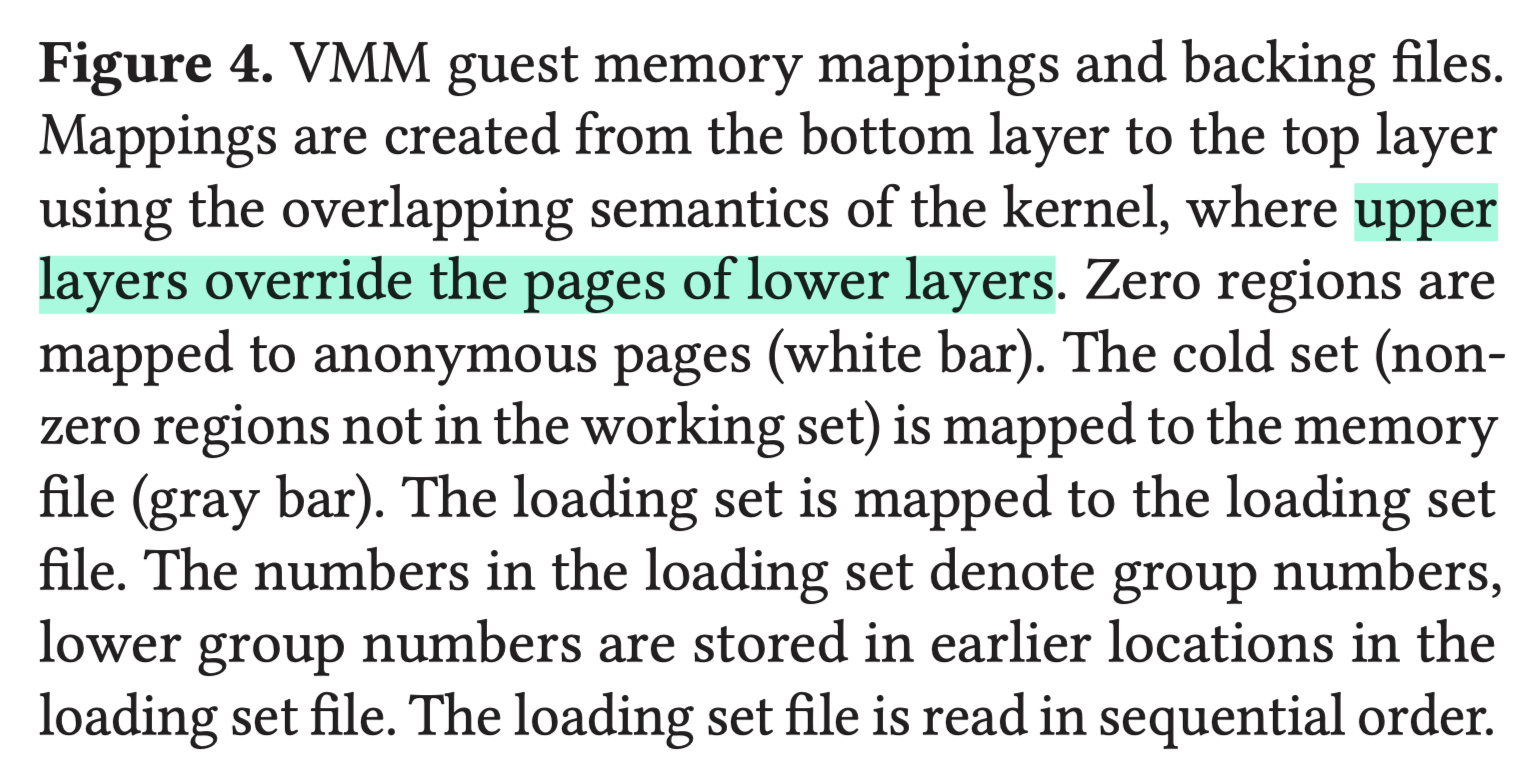 Figure 4. VMM guest memory mappings and backing files.
Mappings are created from the bottom layer to the top layer
using the overlapping semantics of the kernel, where upper
layers override the pages of lower layers. Zero regions are
mapped to anonymous pages (white bar). The cold set (non-
zero regions not in the working set) is mapped to the memory
file (gray bar). The loading set is mapped to the loading set
file. The numbers in the loading set denote group numbers,
lower group numbers are stored in earlier locations in the
loading set file. The loading set file is read in sequential order.